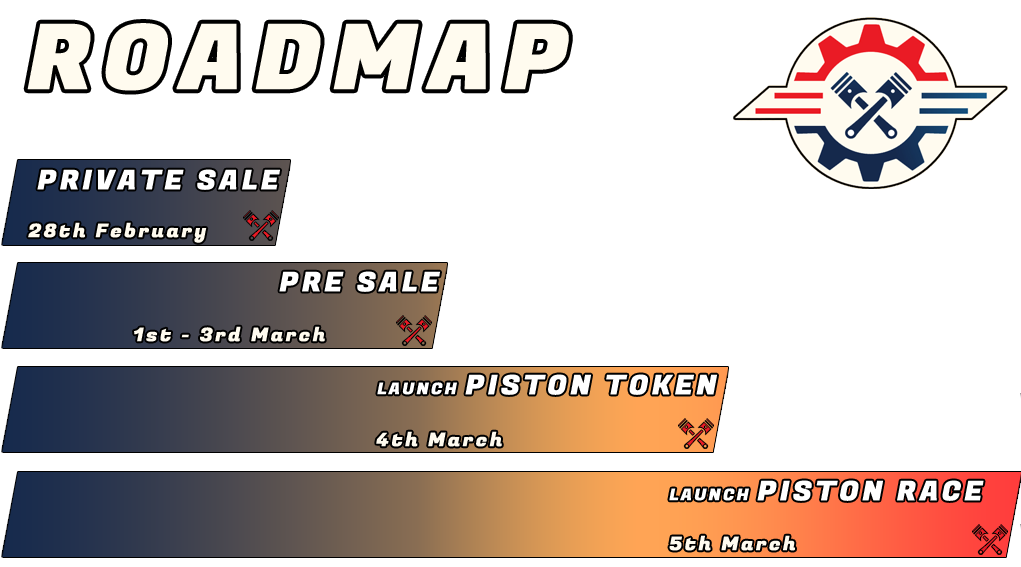 ROADMAP
PRIVATE SALE
28th February
PRE SALE
1st - 3rd March
LAUNCH PISTON TOKEN
4th March
LAUNCH PISTON RACE
5th March